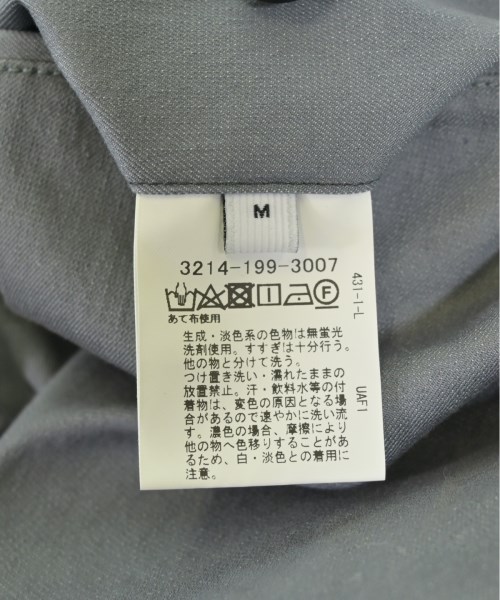 M
3214-199-3007
431-1-L
あて布使用
生成・淡色系の色物は無蛍光
洗剤使用。すすぎは十分行う。
他の物と分けて洗う。
つけ置き洗い・濡れたままの
放置禁止。汗・飲料水等の付
着物は、変色の原因となる場
合があるので速やかに洗い流
す。濃色の場合、摩擦により
他の物へ色移りすることがあ
るため、白・淡色との着用に
注意。
UAF1